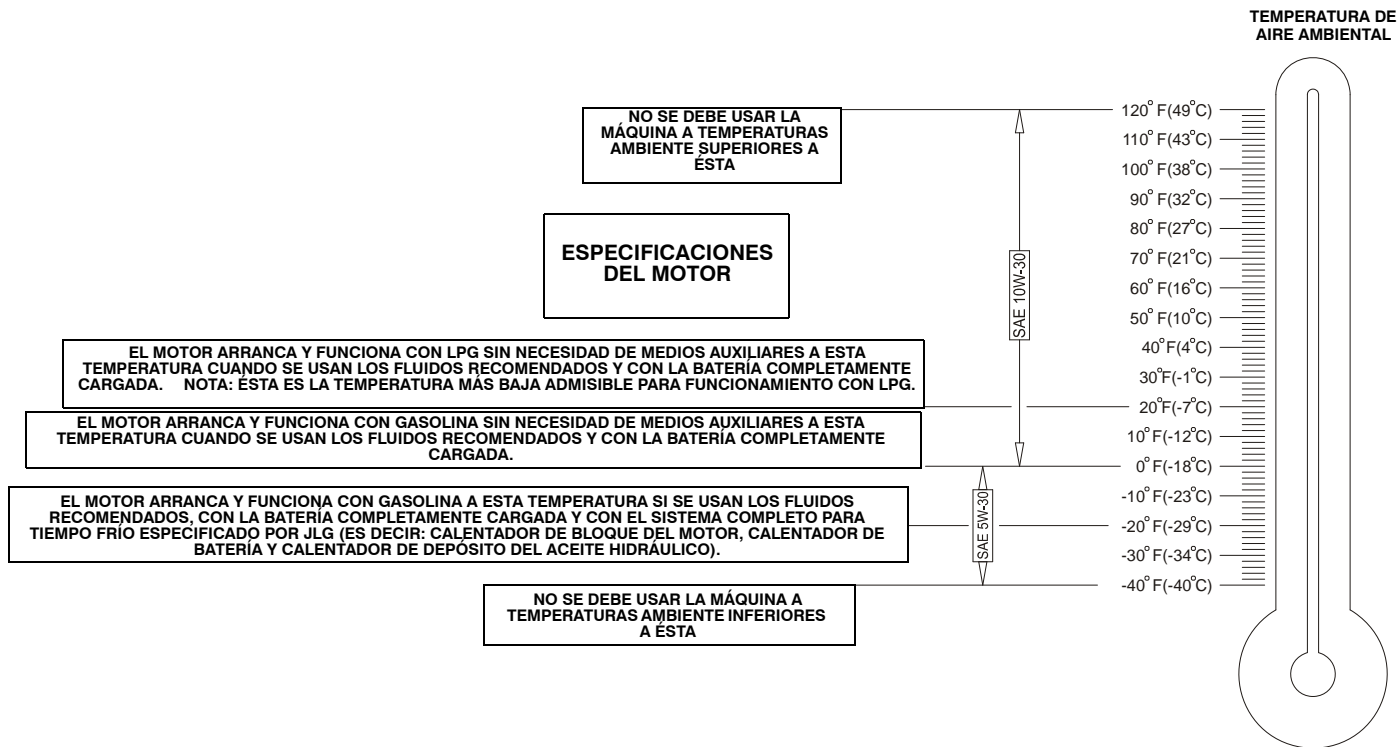 TEMPERATURA DE
AIRE AMBIENTAL
NO SE DEBE USAR LA
MÁQUINA A TEMPERATURAS
AMBIENTE SUPERIORES A
ÉSTA
ESPECIFICACIONES
DEL MOTOR
EL MOTOR ARRANCA Y FUNCIONA CON LPG SIN NECESIDAD DE MEDIOS AUXILIARES A ESTA
TEMPERATURA CUANDO SE USAN LOS FLUIDOS RECOMENDADOS Y CON LA BATERÍA COMPLETAMENTE
CARGADA. NOTA: ÉSTA ES LA TEMPERATURA MÁS BAJA ADMISIBLE PARA FUNCIONAMIENTO CON LPG.
EL MOTOR ARRANCA Y FUNCIONA CON GASOLINA SIN NECESIDAD DE MEDIOS AUXILIARES A ESTA
TEMPERATURA CUANDO SE USAN LOS FLUIDOS RECOMENDADOS Y CON LA BATERÍA COMPLETAMENTE
CARGADA.
EL MOTOR ARRANCA Y FUNCIONA CON GASOLINA A ESTA TEMPERATURA SI SE USAN LOS FLUIDOS
RECOMENDADOS, CON LA BATERÍA COMPLETAMENTE CARGADA Y CON EL SISTEMA COMPLETO PARA
TIEMPO FRÍO ESPECIFICADO POR JLG (ES DECIR: CALENTADOR DE BLOQUE DEL MOTOR, CALENTADOR DE
BATERÍA Y CALENTADOR DE DEPÓSITO DEL ACEITE HIDRÁULICO).
NO SE DEBE USAR LA MÁQUINA A
TEMPERATURAS AMBIENTE INFERIORES
A ÉSTA
SAE 10W-30
SAE 5W-30
120° F(49°C)
110° F(43°C)
100° F(38°C)
90° F(32°C)
80° F(27°C)
70° F(21°C)
60° F(16°C)
50° F(10°C)
40°F(4°C)
30°F(-1°C)
20°F(-7°C)
10°F(-12°C)
0°F(-18°C)
-10°F(-23°C)
-20°F(-29°C)
-30°F(-34°C)
-40°F(-40°C)